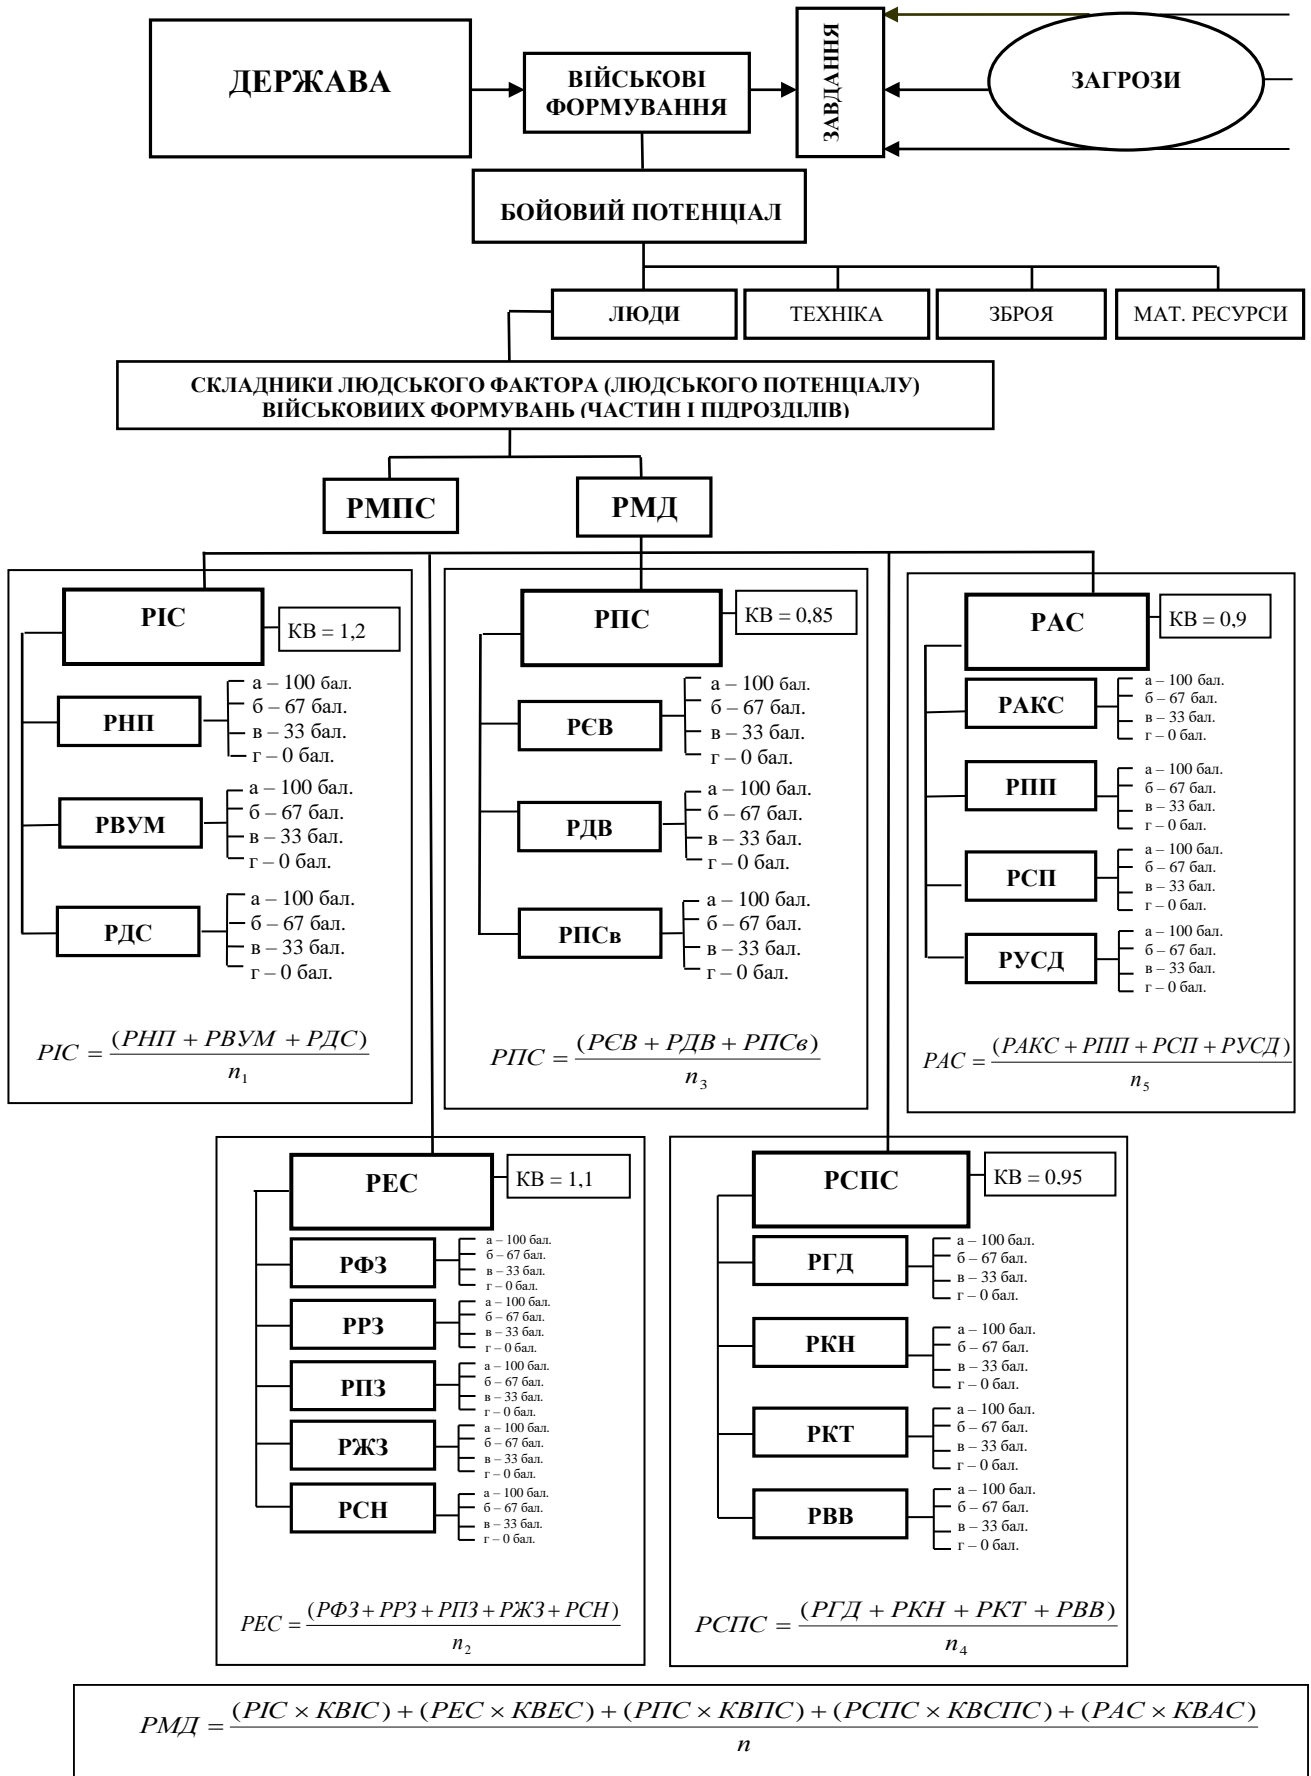 ДЕРЖАВА
ВІЙСЬКОВІ
ФОРМУВАННЯ
ЗАВДАННЯ
ЗАГРОЗИ
БОЙОВИЙ ПОТЕНЦІАЛ
ЛЮДИ
ТЕХНІКА
ЗБРОЯ
МАТ. РЕСУРСИ
СКЛАДНИКИ ЛЮДСЬКОГО ФАКТОРА (ЛЮДСЬКОГО ПОТЕНЦІАЛУ)
ВІЙСЬКОВИИХ ФОРМУВАНЬ (ЧАСТИН І ПІДРОЗДІЛІВ)
РМПС
РМД
РІС
КВ = 1,2
РНП
а – 100 бал.
б – 67 бал.
в – 33 бал.
г – 0 бал.
РВУМ
а – 100 бал.
б – 67 бал.
в – 33 бал.
г – 0 бал.
РДС
а – 100 бал.
б – 67 бал.
в – 33 бал.
г – 0 бал.
РІС = (РНП + РВУМ + РДС) / n₁
РПС
КВ = 0,85
РЄВ
а – 100 бал.
б – 67 бал.
в – 33 бал.
г – 0 бал.
РДВ
а – 100 бал.
б – 67 бал.
в – 33 бал.
г – 0 бал.
РПСв
а – 100 бал.
б – 67 бал.
в – 33 бал.
г – 0 бал.
РПС = (РЄВ + РДВ + РПСв) / n₃
РАС
КВ = 0,9
РАКС
а – 100 бал.
б – 67 бал.
в – 33 бал.
г – 0 бал.
РПП
а – 100 бал.
б – 67 бал.
в – 33 бал.
г – 0 бал.
РСП
а – 100 бал.
б – 67 бал.
в – 33 бал.
г – 0 бал.
РУСД
а – 100 бал.
б – 67 бал.
в – 33 бал.
г – 0 бал.
РАС = (РАКС + РПП + РСП + РУСД) / n₅
РЕС
КВ = 1,1
РФЗ
а – 100 бал.
б – 67 бал.
в – 33 бал.
г – 0 бал.
РРЗ
а – 100 бал.
б – 67 бал.
в – 33 бал.
г – 0 бал.
РПЗ
а – 100 бал.
б – 67 бал.
в – 33 бал.
г – 0 бал.
РЖЗ
а – 100 бал.
б – 67 бал.
в – 33 бал.
г – 0 бал.
РСН
а – 100 бал.
б – 67 бал.
в – 33 бал.
г – 0 бал.
РЕС = (РФЗ + РРЗ + РПЗ + РЖЗ + РСН) / n₂
РСПС
КВ = 0,95
РГД
а – 100 бал.
б – 67 бал.
в – 33 бал.
г – 0 бал.
РКН
а – 100 бал.
б – 67 бал.
в – 33 бал.
г – 0 бал.
РКТ
а – 100 бал.
б – 67 бал.
в – 33 бал.
г – 0 бал.
РВВ
а – 100 бал.
б – 67 бал.
в – 33 бал.
г – 0 бал.
РСПС = (РГД + РКН + РКТ + РВВ) / n₄
РМД = (РІС × КВІС) + (РЕС × КВЕС) + (РПС × КВПС) + (РСПС × КВСПС) + (РАС × КВАС) / n